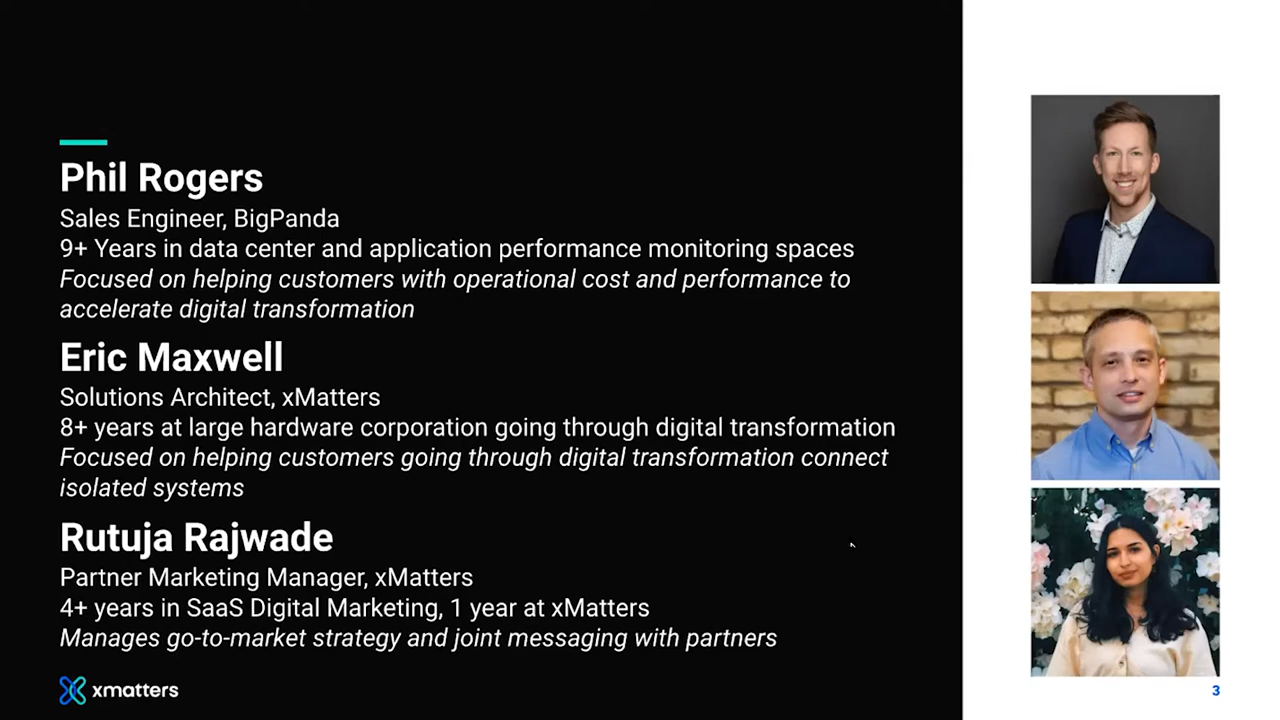 Phil Rogers
Sales Engineer, BigPanda
9+ Years in data center and application performance monitoring spaces
Focused on helping customers with operational cost and performance to
accelerate digital transformation
Eric Maxwell
Solutions Architect, xMatters
8+ years at large hardware corporation going through digital transformation
Focused on helping customers going through digital transformation connect
isolated systems
Rutuja Rajwade
Partner Marketing Manager, xMatters
4+ years in SaaS Digital Marketing, 1 year at xMatters
Manages go-to-market strategy and joint messaging with partners
xmatters
3